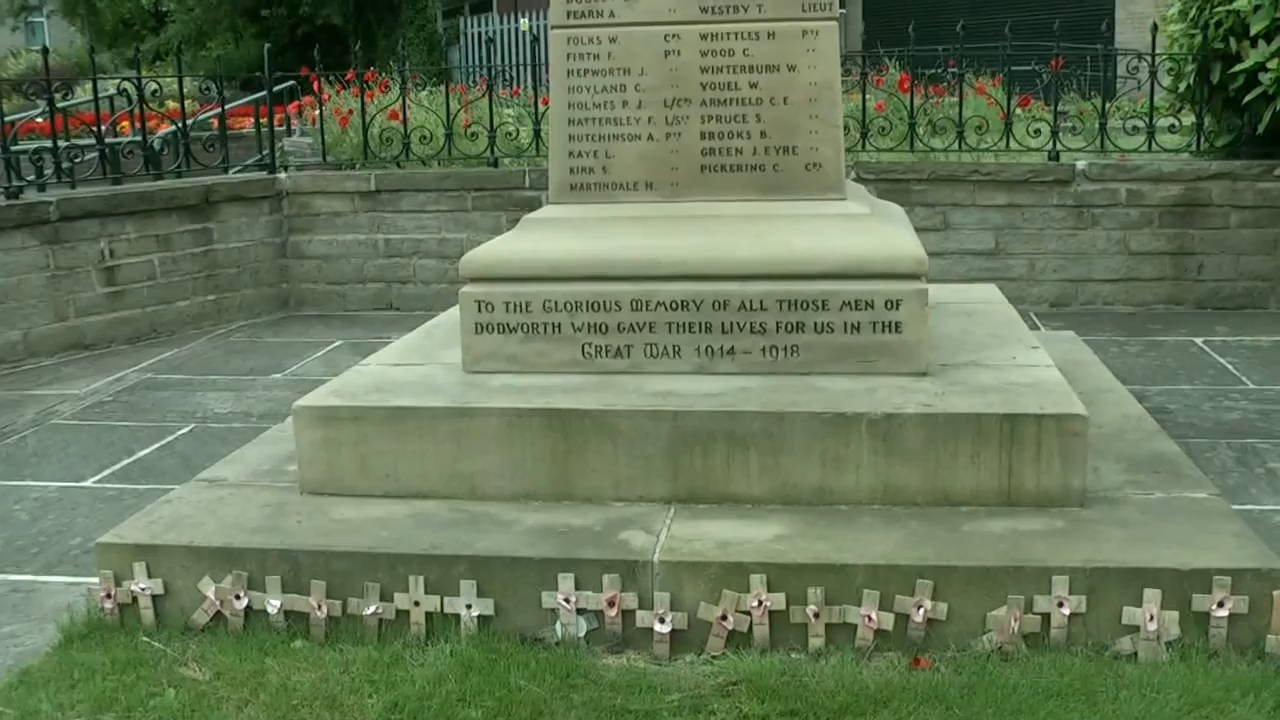 FEARN A. " WESTBY T. LIEUT
FOLKS W. CPL WHITTLES H PTE
FIRTH F. PTE WOOD C. "
HEPWORTH J. " WINTERBURN W. "
HOYLAND C. " YOUEL W. "
HOLMES P. J. L/CPL ARMFIELD C. E. "
HATTERSLEY F. L/SGT SPRUCE S. "
HUTCHINSON A. PTE BROOKS B. "
KAYE L. " GREEN J. EYRE "
KIRK S. " PICKERING C. CPL
MARTINDALE H. "
TO THE GLORIOUS MEMORY OF ALL THOSE MEN OF
DODWORTH WHO GAVE THEIR LIVES FOR US IN THE
GREAT WAR 1914-1918